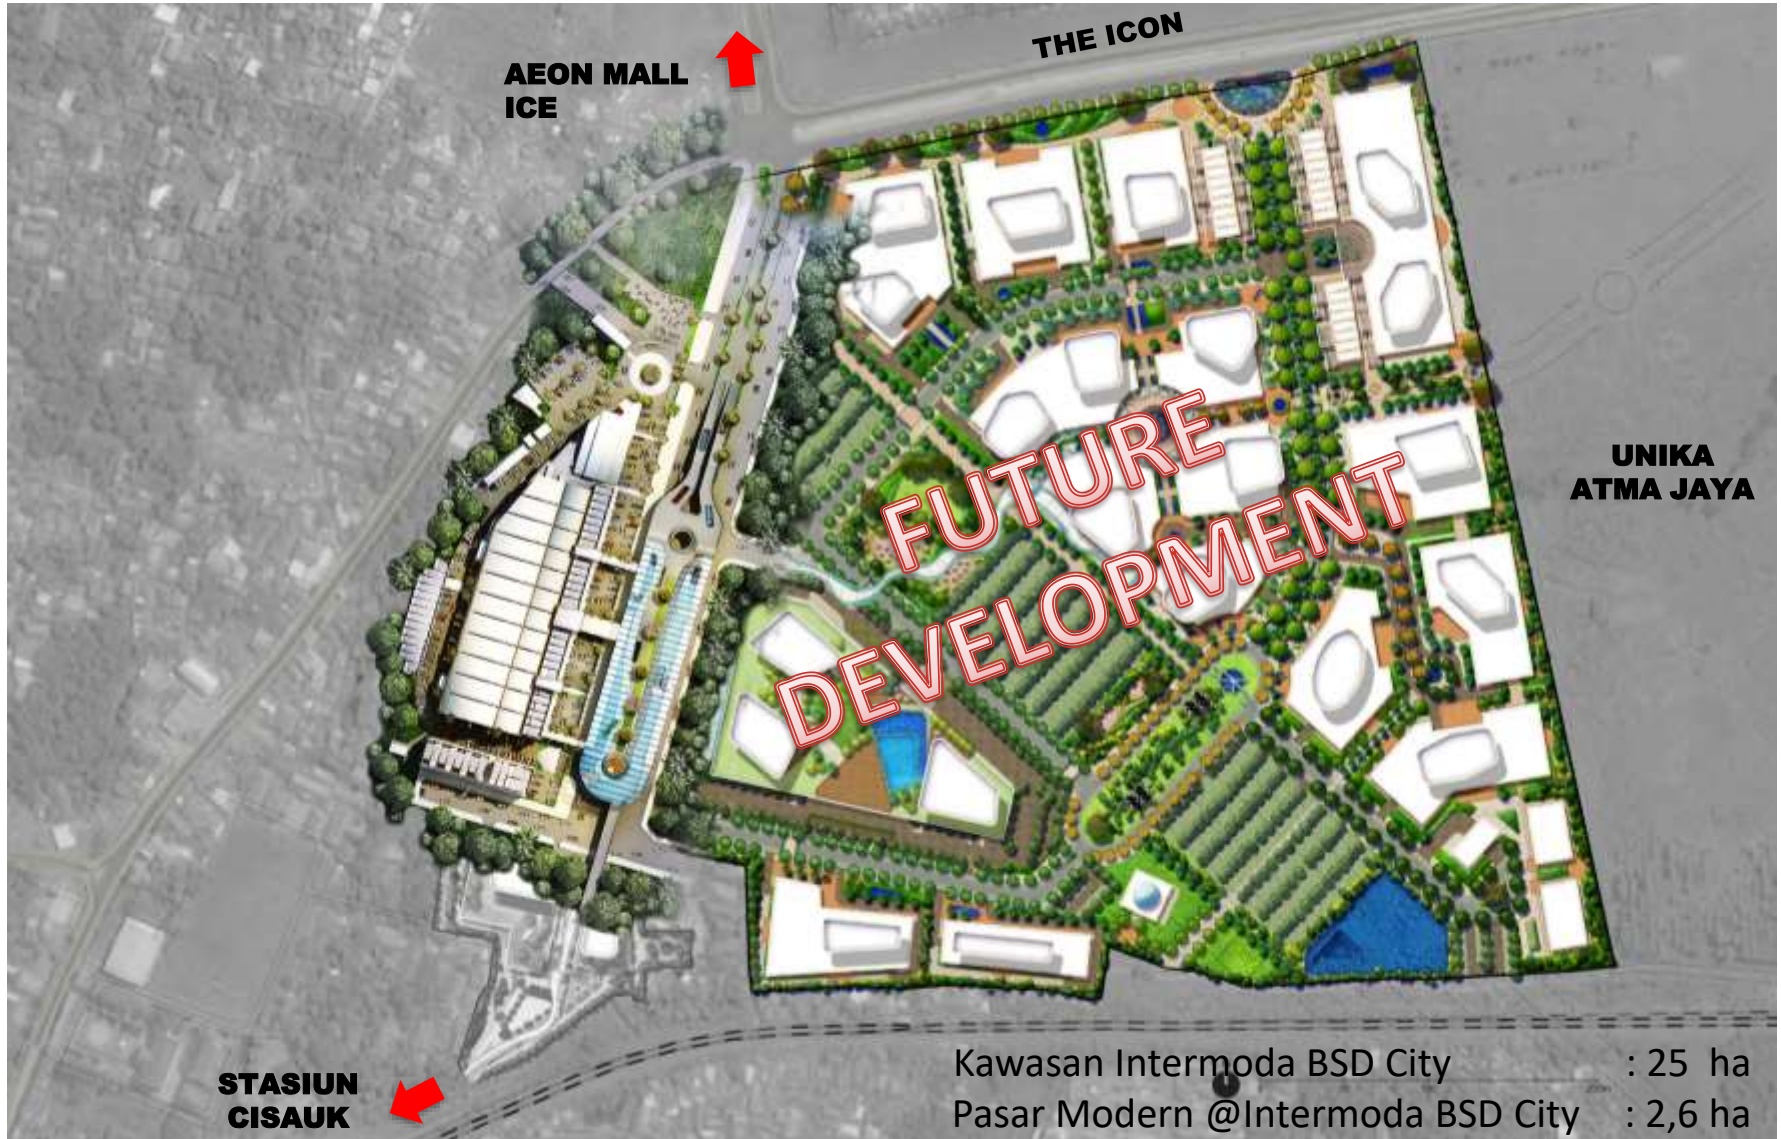 THE ICON
AEON MALL
ICE
FUTURE
DEVELOPMENT
UNIKA
ATMA JAYA
STASIUN
CISAUK
Kawasan Intermoda BSD City : 25 ha
Pasar Modern @Intermoda BSD City : 2,6 ha